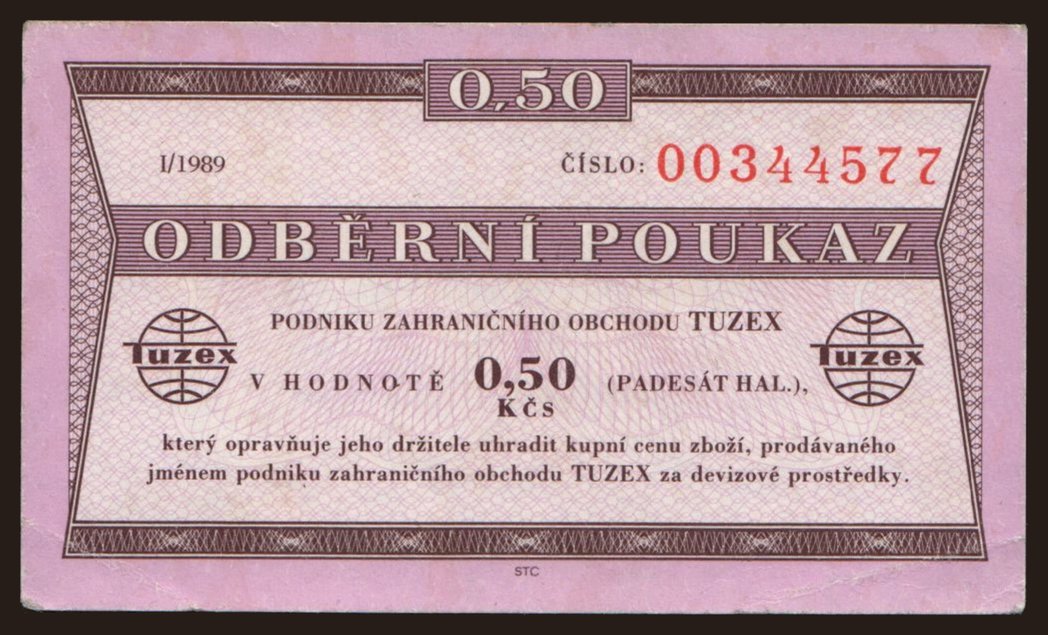 0,50
I/1989
ČÍSLO: 00344577
ODBĚRNÍ POUKAZ
PODNIKU ZAHRANIČNÍHO OBCHODU TUZEX
Tuzex
V HODNOTĚ 0,50 (PADESÁT HAL.),
KČS
Tuzex
který opravňuje jeho držitele uhradit kupní cenu zboží, prodávaného
jménem podniku zahraničního obchodu TUZEX za devizové prostředky.
STC